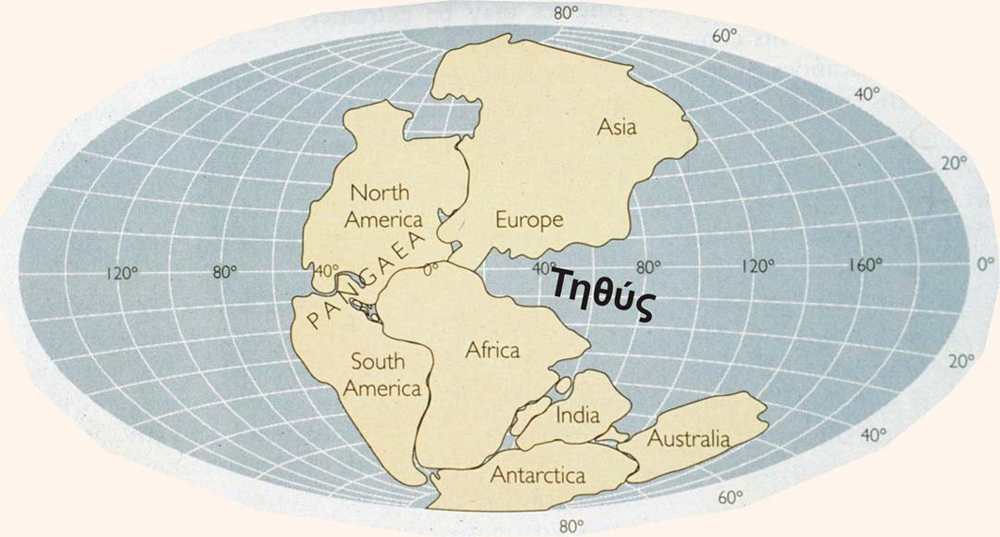 80°
60°
40°
Asia
20°
North
America
Europe
PANGAEA
120°
80°
40°
0°
40°
80°
120°
160°
0°
Τηθύς
Africa
South
America
20°
India
Australia
40°
Antarctica
60°
80°